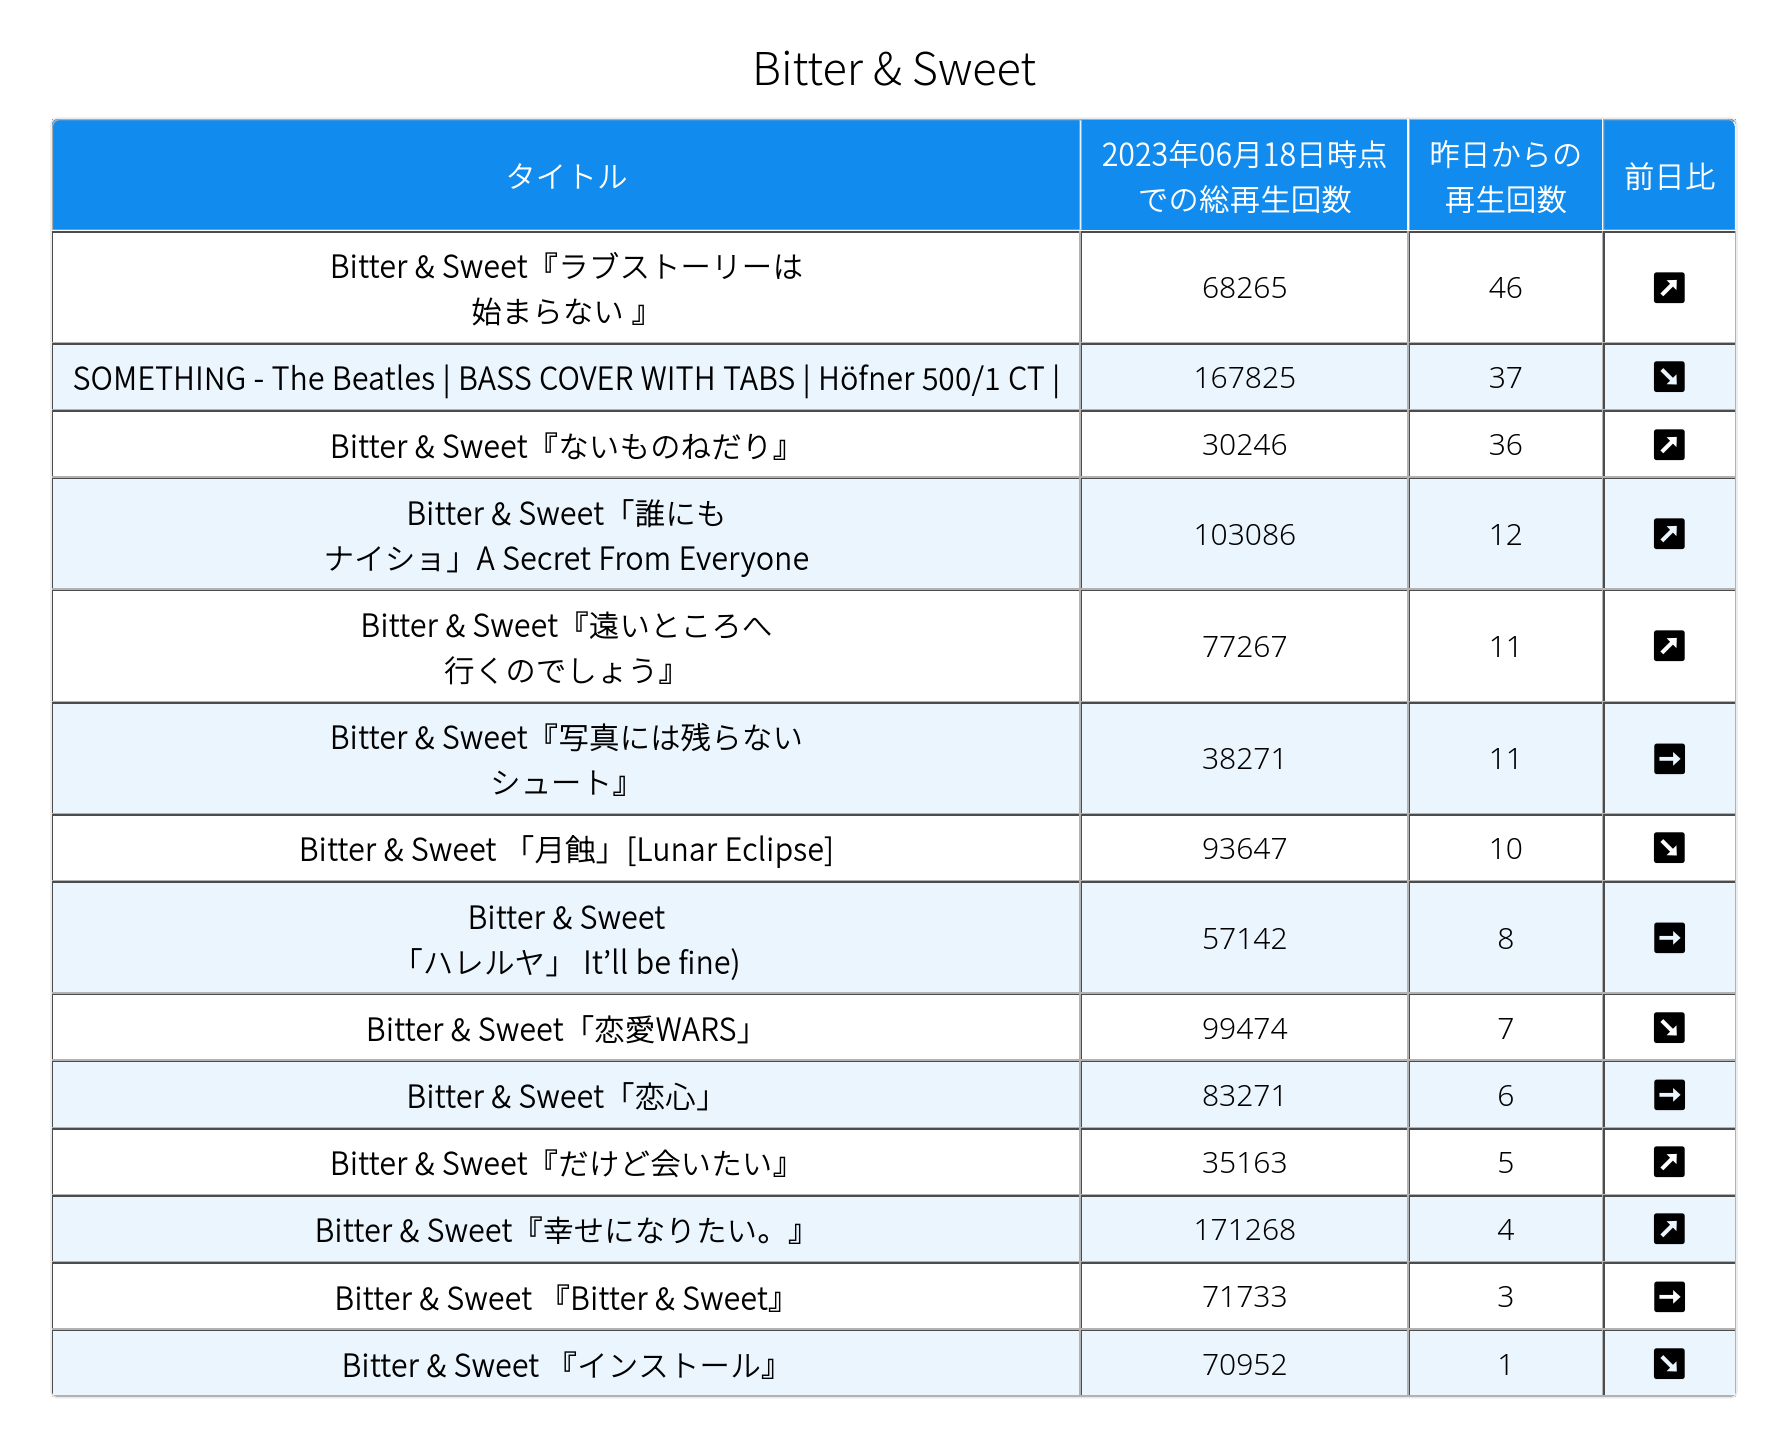 Bitter & Sweet
タイトル
2023年06月18日時点
での総再生回数
昨日からの
再生回数
前日比
Bitter & Sweet『ラブストーリーは
始まらない 』
68265
46
↗
SOMETHING - The Beatles | BASS COVER WITH TABS | Höfner 500/1 CT |
167825
37
↘
Bitter & Sweet『ないものねだり』
30246
36
↗
Bitter & Sweet「誰にも
ナイショ」A Secret From Everyone
103086
12
↗
Bitter & Sweet『遠いところへ
行くのでしょう』
77267
11
↗
Bitter & Sweet『写真には残らない
シュート』
38271
11
→
Bitter & Sweet 「月蝕」[Lunar Eclipse]
93647
10
↘
Bitter & Sweet
「ハレルヤ」 It’ll be fine)
57142
8
→
Bitter & Sweet「恋愛WARS」
99474
7
↘
Bitter & Sweet「恋心」
83271
6
→
Bitter & Sweet『だけど会いたい』
35163
5
↗
Bitter & Sweet『幸せになりたい。』
171268
4
↗
Bitter & Sweet 『Bitter & Sweet』
71733
3
→
Bitter & Sweet 『インストール』
70952
1
↘